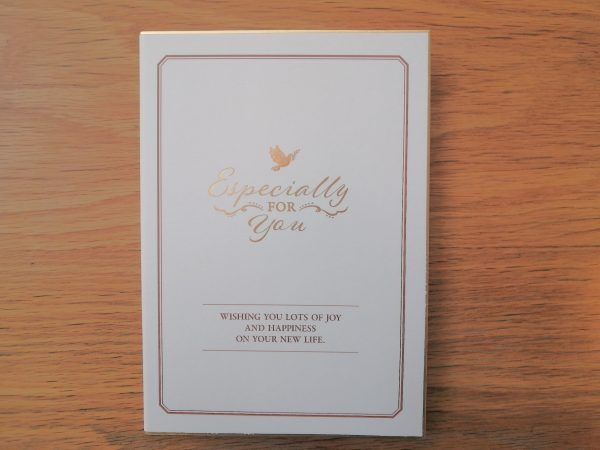 Especially
FOR
You
WISHING YOU LOTS OF JOY
AND HAPPINESS
ON YOUR NEW LIFE.